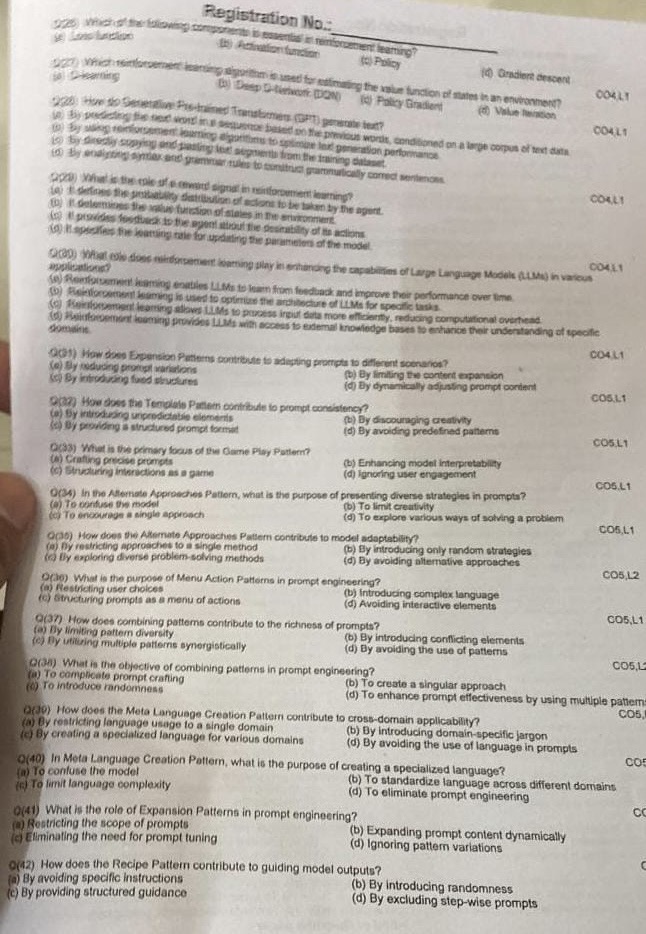 Registration No.:
Q(26) Which of the following components is essential in reinforcement learning?
(a) Loss function (b) Activation function (c) Policy (d) Gradient descent
CO4,L1
Q(27) Which reinforcement learning algorithm is used for estimating the value function of states in an environment?
(a) Q-learning (b) Deep Q-Network (DQN) (c) Policy Gradient (d) Value Iteration
CO4,L1
Q(28) How do Generative Pre-trained Transformers (GPT) generate text?
(a) By predicting the next word in a sequence based on the previous words, conditioned on a large corpus of text data.
(b) By using reinforcement learning algorithms to optimize text generation performance.
(c) By directly copying and pasting text segments from the training dataset.
(d) By analyzing syntax and grammar rules to construct grammatically correct sentences.
CO4,L1
Q(29) What is the role of a reward signal in reinforcement learning?
(a) It defines the probability distribution of actions to be taken by the agent.
(b) It determines the value function of states in the environment.
(c) It provides feedback to the agent about the desirability of its actions.
(d) It specifies the learning rate for updating the parameters of the model.
CO4,L1
Q(30) What role does reinforcement learning play in enhancing the capabilities of Large Language Models (LLMs) in various
applications?
(a) Reinforcement learning enables LLMs to learn from feedback and improve their performance over time.
(b) Reinforcement learning is used to optimize the architecture of LLMs for specific tasks.
(c) Reinforcement learning allows LLMs to process input data more efficiently, reducing computational overhead.
(d) Reinforcement learning provides LLMs with access to external knowledge bases to enhance their understanding of specific
domains.
CO4,L1
Q(31) How does Expansion Patterns contribute to adapting prompts to different scenarios?
(a) By reducing prompt variations (b) By limiting the content expansion
(c) By introducing fixed structures (d) By dynamically adjusting prompt content
CO5,L1
Q(32) How does the Template Pattern contribute to prompt consistency?
(a) By introducing unpredictable elements (b) By discouraging creativity
(c) By providing a structured prompt format (d) By avoiding predefined patterns
CO5,L1
Q(33) What is the primary focus of the Game Play Pattern?
(a) Crafting precise prompts (b) Enhancing model interpretability
(c) Structuring interactions as a game (d) Ignoring user engagement
CO5,L1
Q(34) In the Alternate Approaches Pattern, what is the purpose of presenting diverse strategies in prompts?
(a) To confuse the model (b) To limit creativity
(c) To encourage a single approach (d) To explore various ways of solving a problem
CO5,L1
Q(35) How does the Alternate Approaches Pattern contribute to model adaptability?
(a) By restricting approaches to a single method (b) By introducing only random strategies
(c) By exploring diverse problem-solving methods (d) By avoiding alternative approaches
CO5,L2
Q(36) What is the purpose of Menu Action Patterns in prompt engineering?
(a) Restricting user choices (b) Introducing complex language
(c) Structuring prompts as a menu of actions (d) Avoiding interactive elements
CO5,L1
Q(37) How does combining patterns contribute to the richness of prompts?
(a) By limiting pattern diversity (b) By introducing conflicting elements
(c) By utilizing multiple patterns synergistically (d) By avoiding the use of patterns
CO5,L2
Q(38) What is the objective of combining patterns in prompt engineering?
(a) To complicate prompt crafting (b) To create a singular approach
(c) To introduce randomness (d) To enhance prompt effectiveness by using multiple pattern
CO5,
Q(39) How does the Meta Language Creation Pattern contribute to cross-domain applicability?
(a) By restricting language usage to a single domain (b) By introducing domain-specific jargon
(c) By creating a specialized language for various domains (d) By avoiding the use of language in prompts
CO5
Q(40) In Meta Language Creation Pattern, what is the purpose of creating a specialized language?
(a) To confuse the model (b) To standardize language across different domains
(c) To limit language complexity (d) To eliminate prompt engineering
Q(41) What is the role of Expansion Patterns in prompt engineering?
(a) Restricting the scope of prompts (b) Expanding prompt content dynamically
(c) Eliminating the need for prompt tuning (d) Ignoring pattern variations
Q(42) How does the Recipe Pattern contribute to guiding model outputs?
(a) By avoiding specific instructions (b) By introducing randomness
(c) By providing structured guidance (d) By excluding step-wise prompts